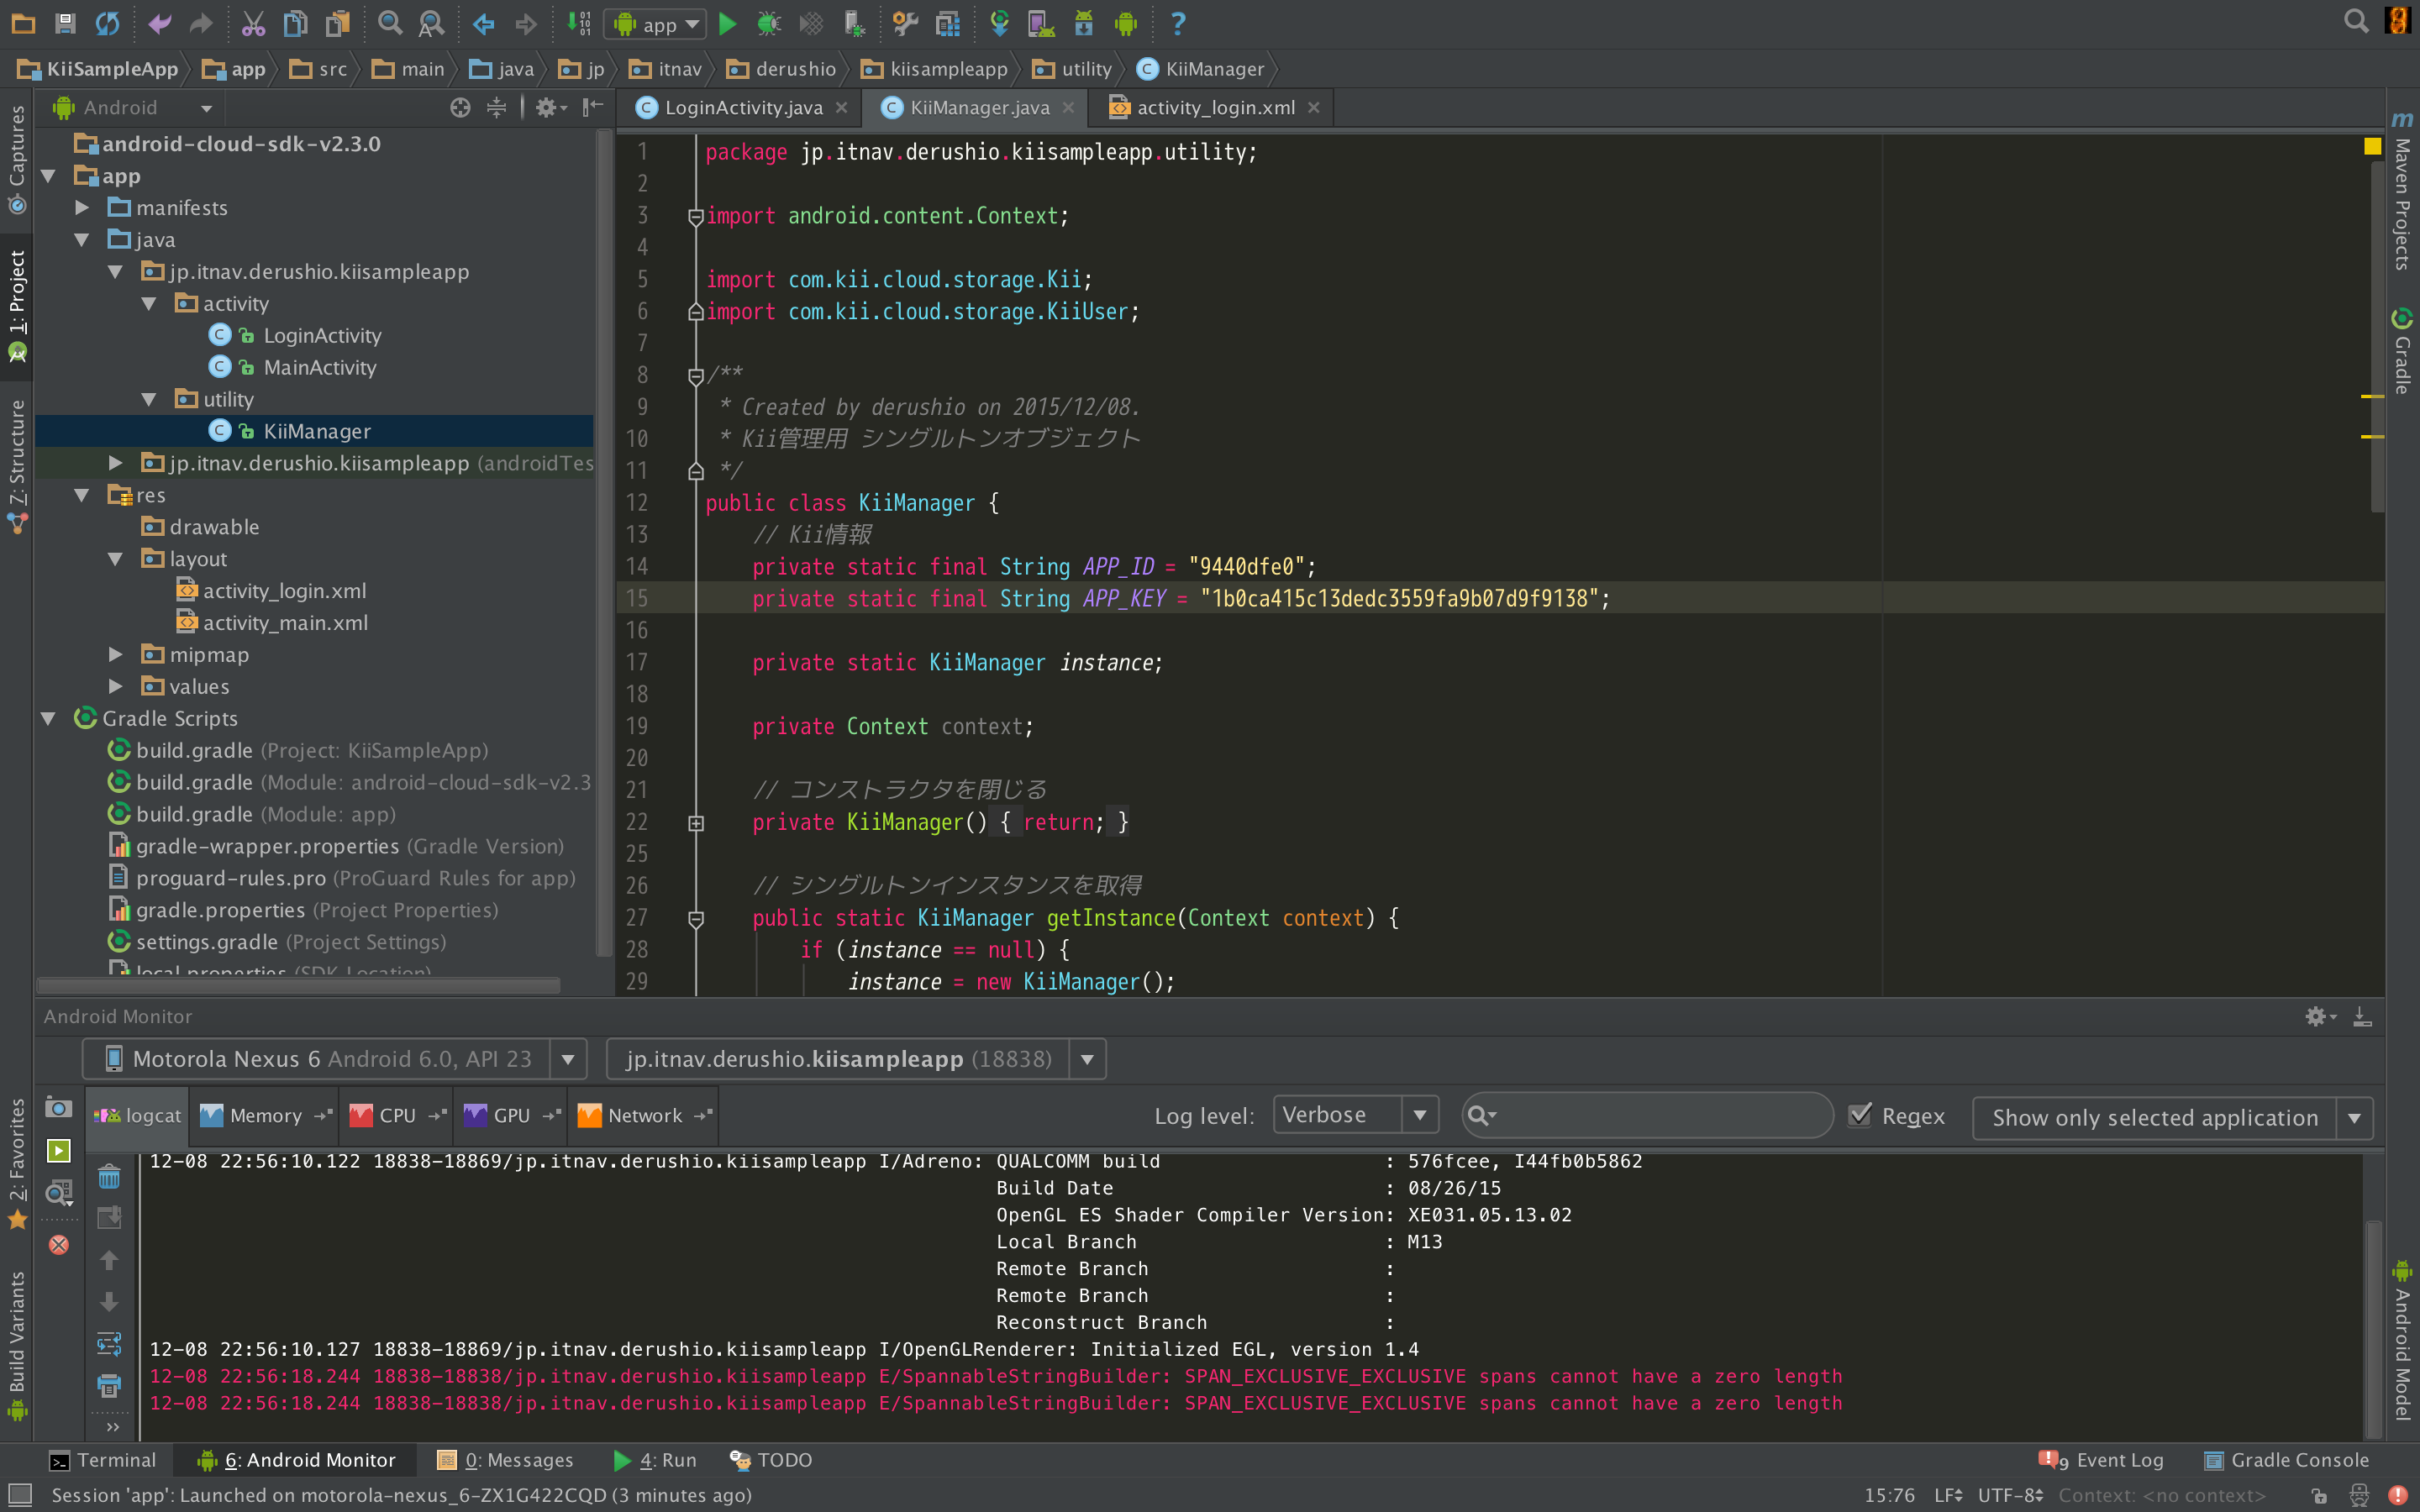 app
KiiSampleApp app src main java jp itnav derushio kiisampleapp utility KiiManager
Android
LoginActivity.java KiiManager.java activity_login.xml
Captures
1: Project
7: Structure
2: Favorites
Build Variants
android-cloud-sdk-v2.3.0
app
manifests
java
jp.itnav.derushio.kiisampleapp
activity
LoginActivity
MainActivity
utility
KiiManager
jp.itnav.derushio.kiisampleapp (androidTes
res
drawable
layout
activity_login.xml
activity_main.xml
mipmap
values
Gradle Scripts
build.gradle (Project: KiiSampleApp)
build.gradle (Module: android-cloud-sdk-v2.3
build.gradle (Module: app)
gradle-wrapper.properties (Gradle Version)
proguard-rules.pro (ProGuard Rules for app)
gradle.properties (Project Properties)
settings.gradle (Project Settings)
local.properties (SDK Location)
1 package jp.itnav.derushio.kiisampleapp.utility;
2
3 import android.content.Context;
4
5 import com.kii.cloud.storage.Kii;
6 import com.kii.cloud.storage.KiiUser;
7
8 /**
9 * Created by derushio on 2015/12/08.
10 * Kii管理用 シングルトンオブジェクト
11 */
12 public class KiiManager {
13 // Kii情報
14 private static final String APP_ID = "9440dfe0";
15 private static final String APP_KEY = "1b0ca415c13dedc3559fa9b07d9f9138";
16
17 private static KiiManager instance;
18
19 private Context context;
20
21 // コンストラクタを閉じる
22 private KiiManager() { return; }
25
26 // シングルトンインスタンスを取得
27 public static KiiManager getInstance(Context context) {
28 if (instance == null) {
29 instance = new KiiManager();
m Maven Projects
Gradle
Android Model
Android Monitor
Motorola Nexus 6 Android 6.0, API 23 jp.itnav.derushio.kiisampleapp (18838)
logcat Memory CPU GPU Network Log level: Verbose Regex Show only selected application
12-08 22:56:10.122 18838-18869/jp.itnav.derushio.kiisampleapp I/Adreno: QUALCOMM build : 576fcee, I44fb0b5862
Build Date : 08/26/15
OpenGL ES Shader Compiler Version: XE031.05.13.02
Local Branch : M13
Remote Branch :
Remote Branch :
Reconstruct Branch :
12-08 22:56:10.127 18838-18869/jp.itnav.derushio.kiisampleapp I/OpenGLRenderer: Initialized EGL, version 1.4
12-08 22:56:18.244 18838-18838/jp.itnav.derushio.kiisampleapp E/SpannableStringBuilder: SPAN_EXCLUSIVE_EXCLUSIVE spans cannot have a zero length
12-08 22:56:18.244 18838-18838/jp.itnav.derushio.kiisampleapp E/SpannableStringBuilder: SPAN_EXCLUSIVE_EXCLUSIVE spans cannot have a zero length
Terminal 6: Android Monitor 0: Messages 4: Run TODO 9 Event Log Gradle Console
Session 'app': Launched on motorola-nexus_6-ZX1G422CQD (3 minutes ago) 15:76 LF UTF-8 Context: <no context>